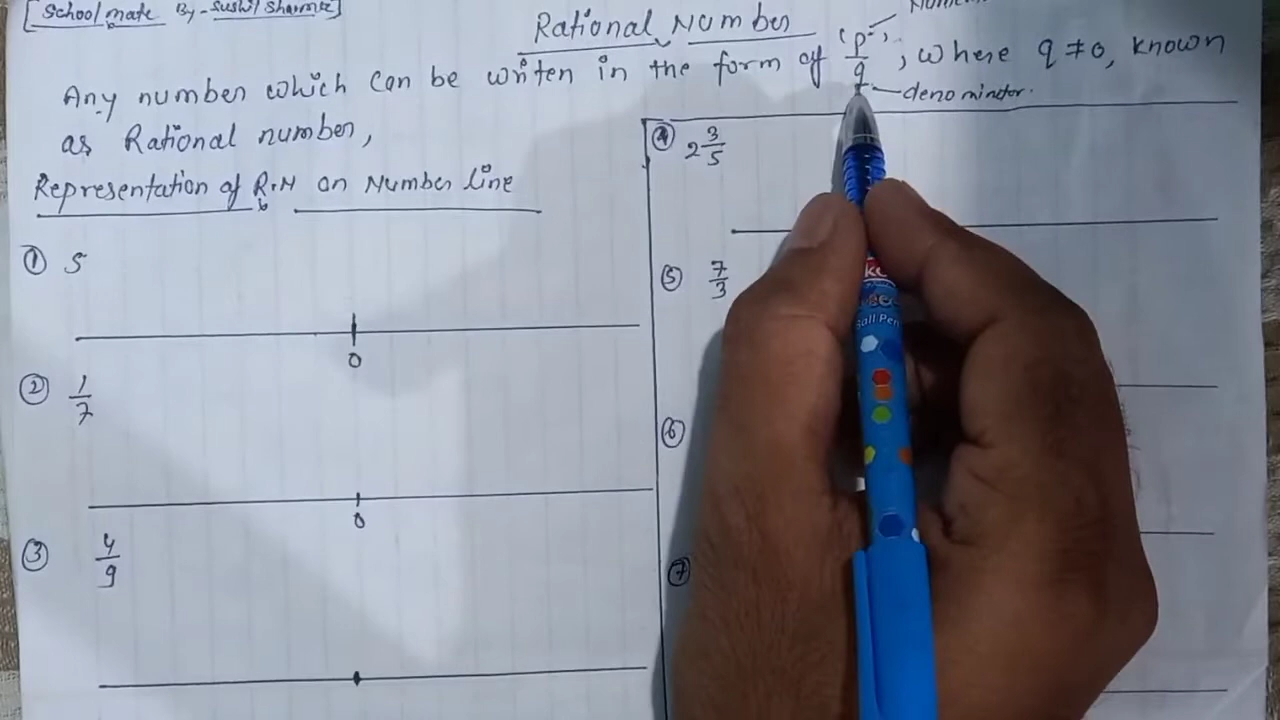 [School mate By - Sushil Sharma]
Rational Number
Any number which can be written in the form of p/q, where q ≠ 0, known
denominator.
as Rational number,
Representation of R.N on Number line
① 5
0
② 1/7
0
③ 4/9
④ 2 3/5
⑤ 7/3
⑥
⑦
Ball Pen